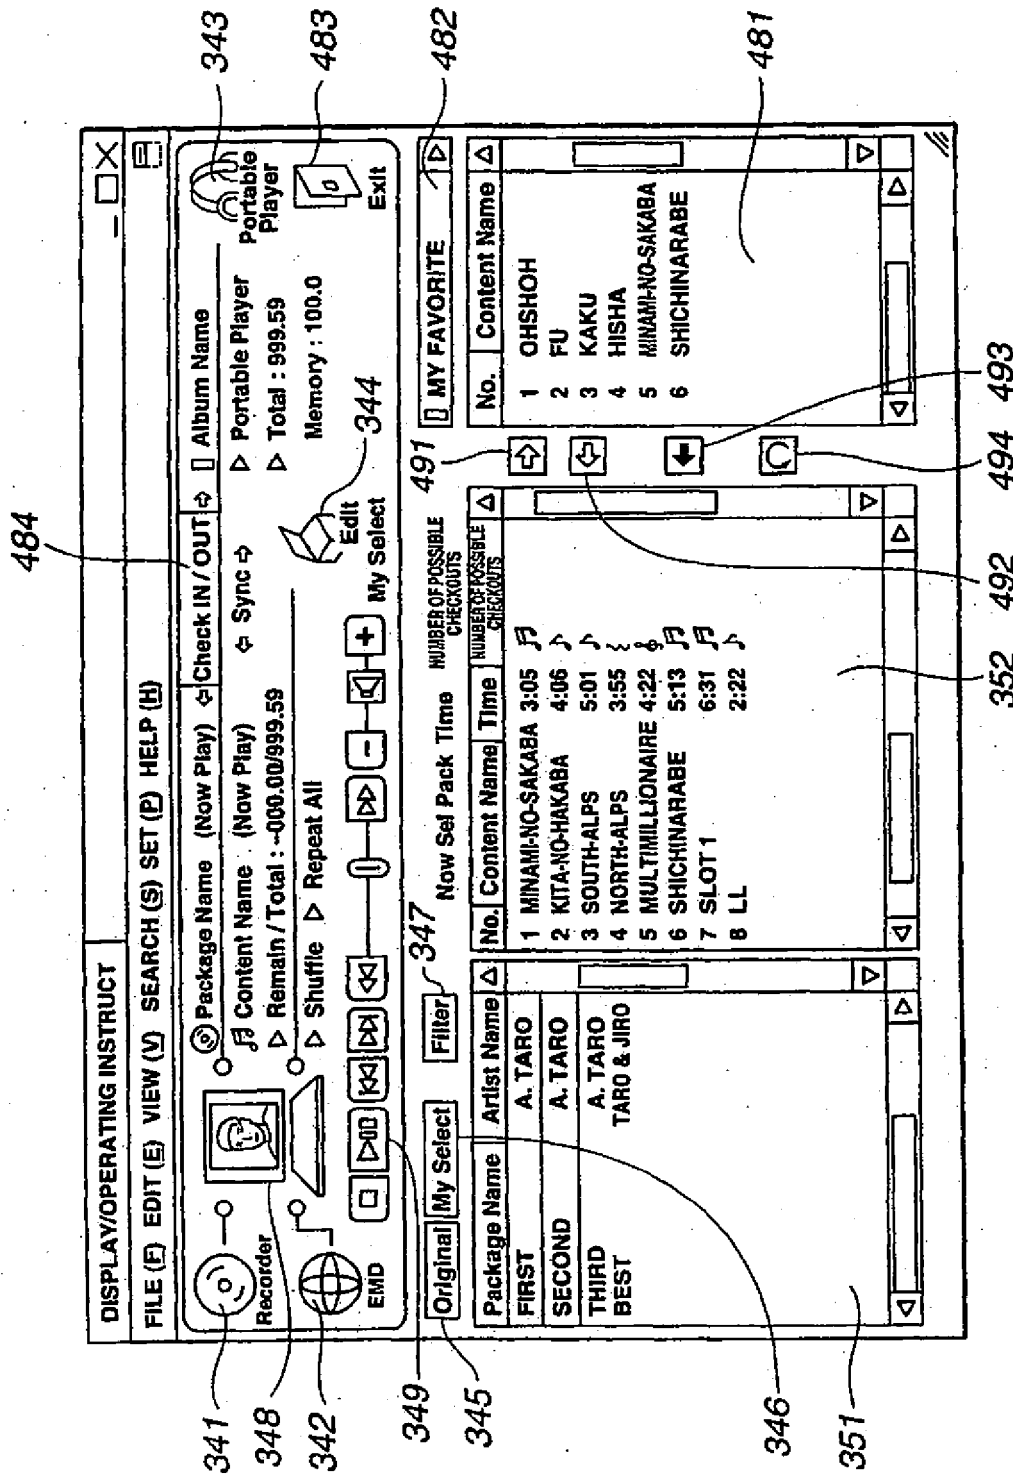 484
343
483
482
481
DISPLAY/OPERATING INSTRUCT
FILE (F) EDIT (E) VIEW (V) SEARCH (S) SET (P) HELP (H)
Package Name (Now Play) ⇦ Check IN / OUT ⇨ [] Album Name
Content Name (Now Play) ⇦ Sync ⇨ ▷ Portable Player
▷ Remain / Total : -000.00/999.59 ▷ Total : 999.59
▷ Shuffle ▷ Repeat All Memory : 100.0
Portable Player
Exit
Edit
My Select
344
Recorder
EMD
341
348
342
349
345
346
347
351
Original My Select Filter Now Sel Pack Time NUMBER OF POSSIBLE CHECKOUTS
491
[] MY FAVORITE
Package Name Artist Name
FIRST A. TARO
SECOND A. TARO
THIRD A. TARO
BEST TARO & JIRO
No. Content Name Time NUMBER OF POSSIBLE CHECKOUTS
1 MINAMI-NO-SAKABA 3:05
2 KITA-NO-HAKABA 4:06
3 SOUTH-ALPS 5:01
4 NORTH-ALPS 3:55
5 MULTIMILLIONAIRE 4:22
6 SHICHINARABE 5:13
7 SLOT 1 6:31
8 LL 2:22
No. Content Name
1 OHSHOH
2 FU
3 KAKU
4 HISHA
5 MINAMI-NO-SAKABA
6 SHICHINARABE
352
492
494
493